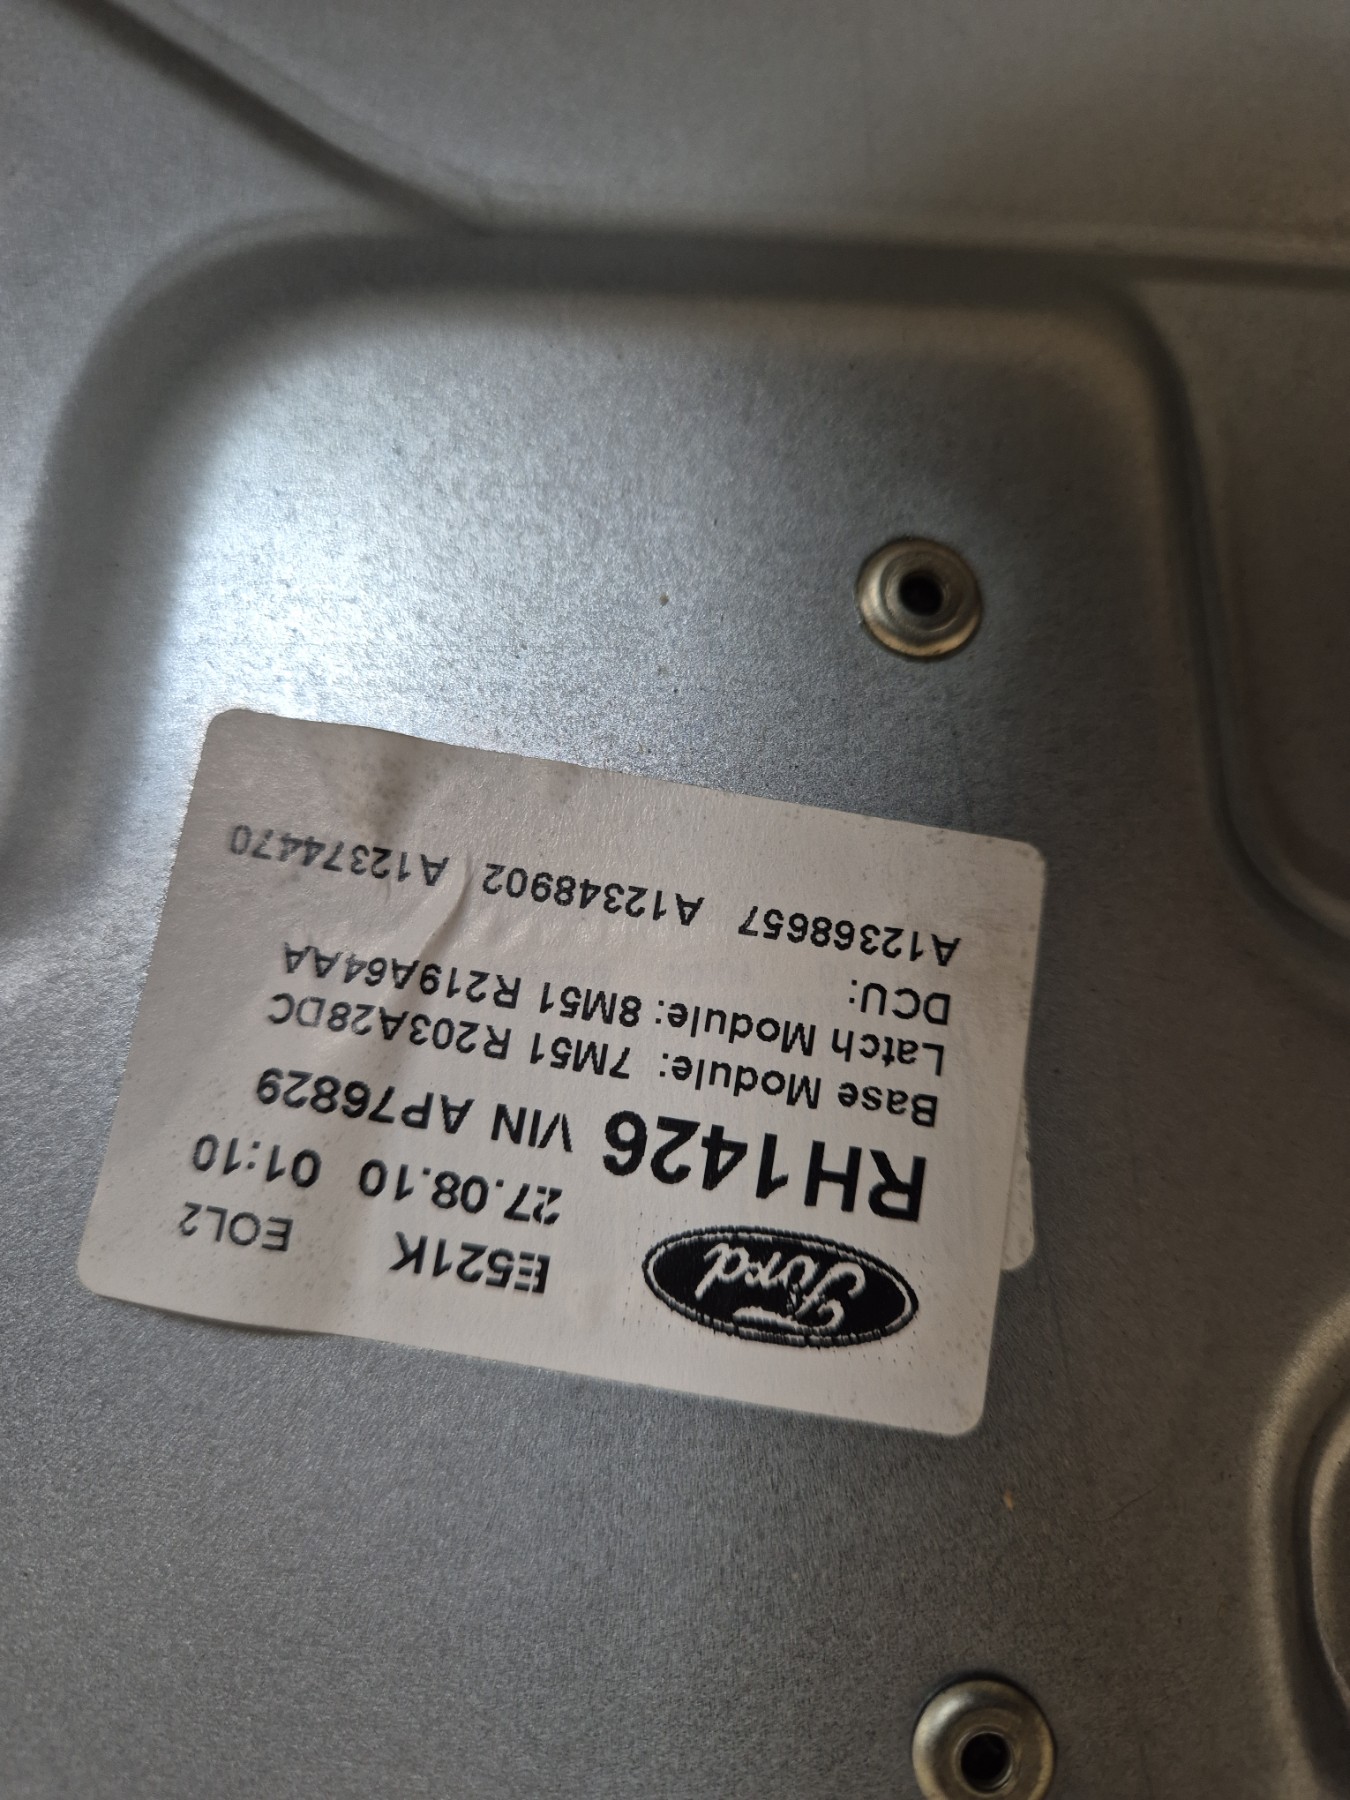 Ford E521K EOL2
27.08.10 01:10
RH1426 VIN AP76829
Base Module: 7M51 R203A28DC
Latch Module: 8M51 R219A64AA
DCU:
A12368657 A12348902 A12374470